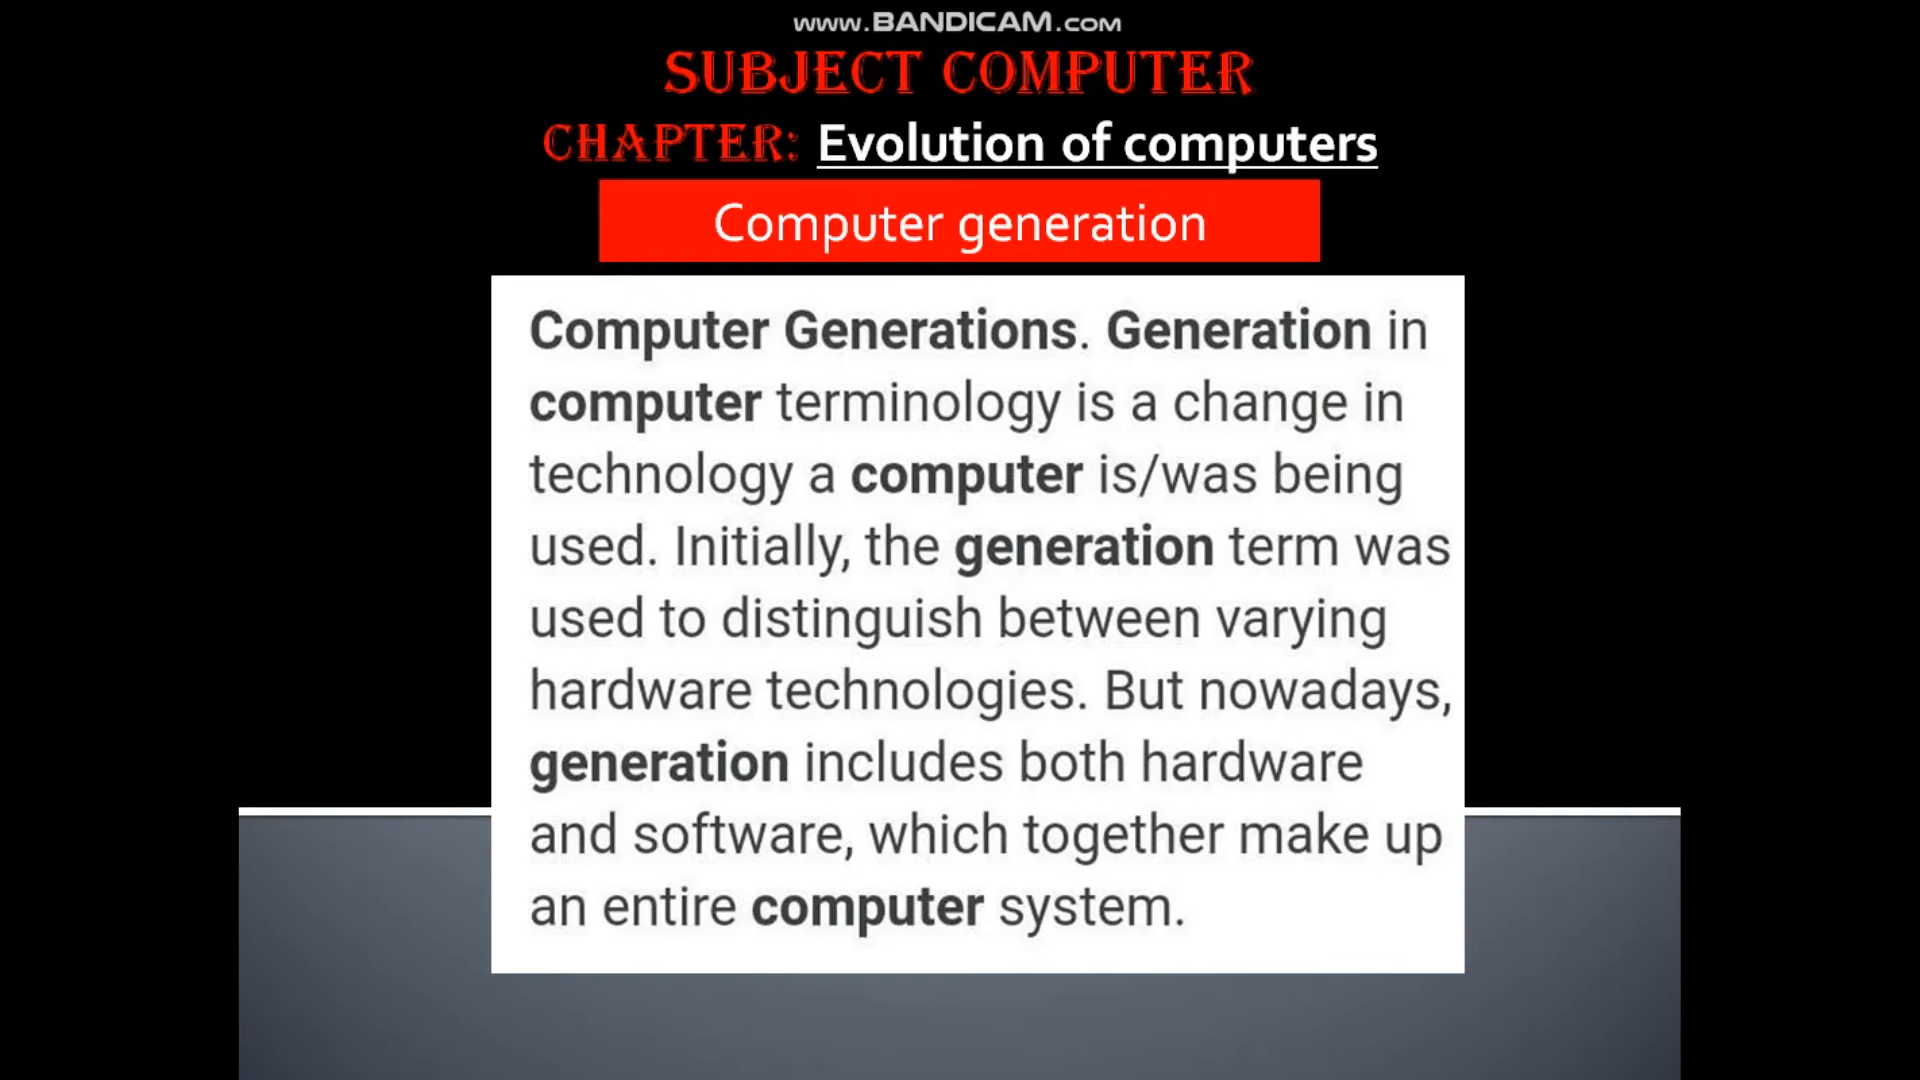 www.BANDICAM.com
SUBJECT COMPUTER
CHAPTER: Evolution of computers
Computer generation
Computer Generations. Generation in
computer terminology is a change in
technology a computer is/was being
used. Initially, the generation term was
used to distinguish between varying
hardware technologies. But nowadays,
generation includes both hardware
and software, which together make up
an entire computer system.